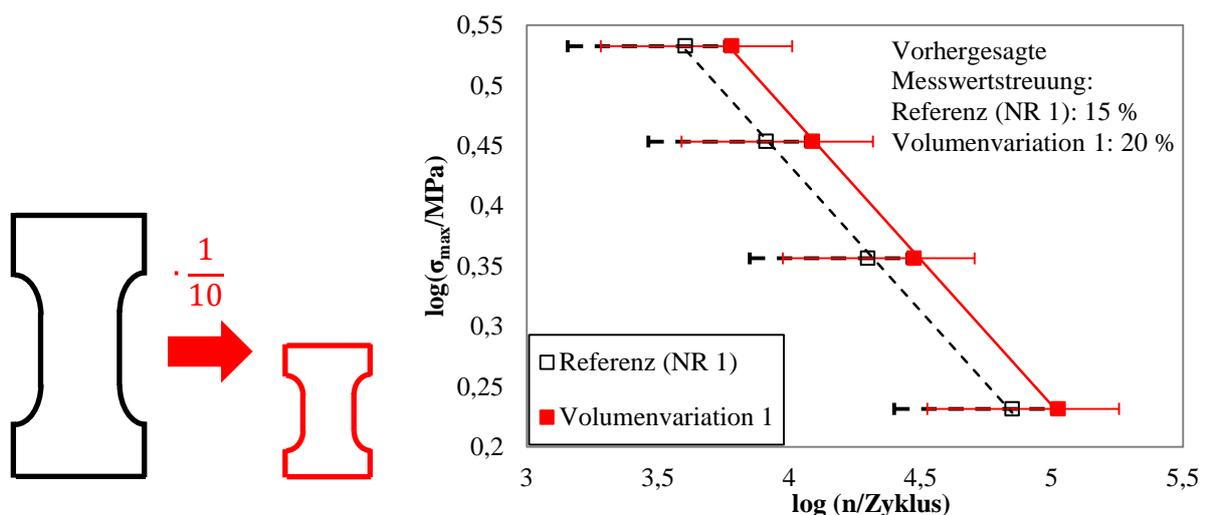 · 1
10
log(σmax/MPa)
0,55
0,5
0,45
0,4
0,35
0,3
0,25
0,2
Vorhergesagte
Messwertstreuung:
Referenz (NR 1): 15 %
Volumenvariation 1: 20 %
Referenz (NR 1)
Volumenvariation 1
3 3,5 4 4,5 5 5,5
log (n/Zyklus)